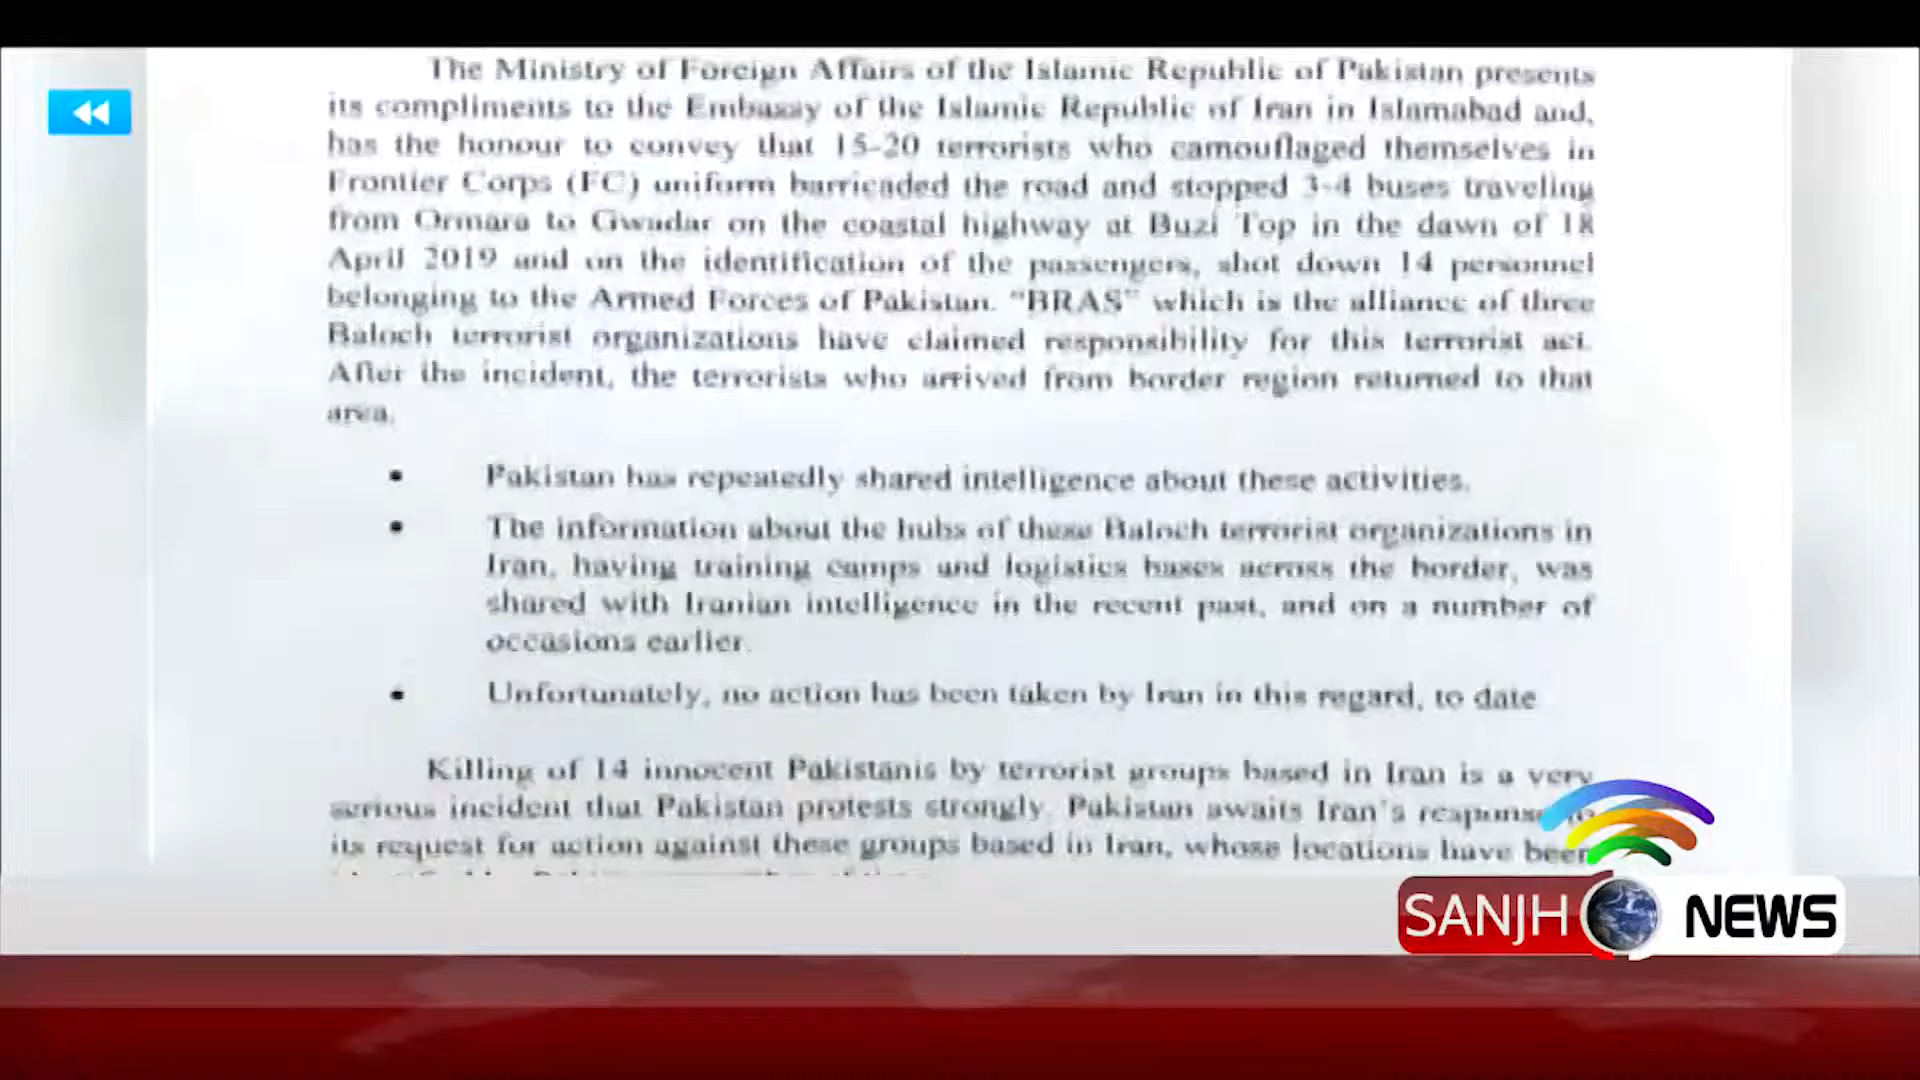 The Ministry of Foreign Affairs of the Islamic Republic of Pakistan presents
its compliments to the Embassy of the Islamic Republic of Iran in Islamabad and,
has the honour to convey that 15-20 terrorists who camouflaged themselves in
Frontier Corps (FC) uniform barricaded the road and stopped 3-4 buses traveling
from Ormara to Gwadar on the coastal highway at Buzi Top in the dawn of 18
April 2019 and on the identification of the passengers, shot down 14 personnel
belonging to the Armed Forces of Pakistan. "BRAS" which is the alliance of three
Baloch terrorist organizations have claimed responsibility for this terrorist act.
After the incident, the terrorists who arrived from border region returned to that
area.
• Pakistan has repeatedly shared intelligence about these activities.
• The information about the hubs of these Baloch terrorist organizations in
Iran, having training camps and logistics bases across the border, was
shared with Iranian intelligence in the recent past, and on a number of
occasions earlier.
• Unfortunately, no action has been taken by Iran in this regard, to date
Killing of 14 innocent Pakistanis by terrorist groups based in Iran is a very
serious incident that Pakistan protests strongly. Pakistan awaits Iran's response to
its request for action against these groups based in Iran, whose locations have been
SANJH NEWS